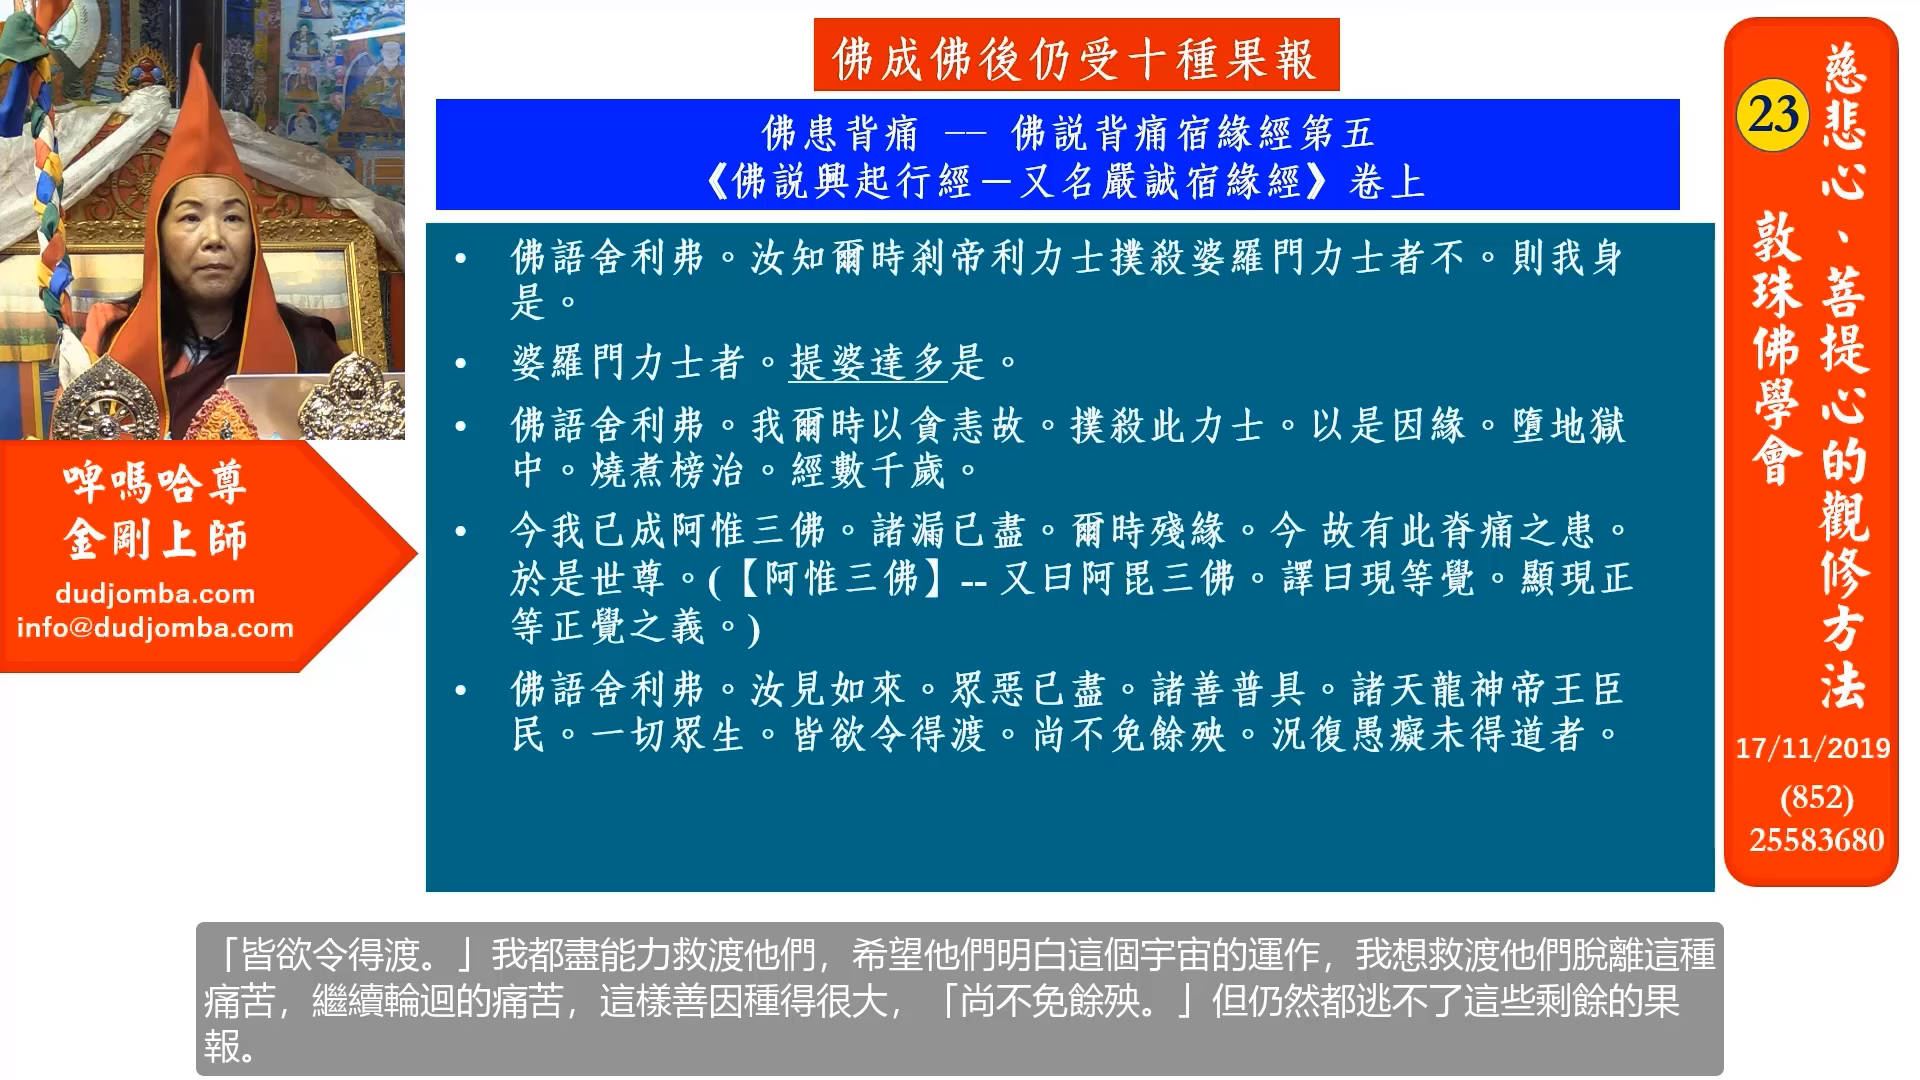 佛成佛後仍受十種果報
佛患背痛 ── 佛説背痛宿緣經第五
《佛説興起行經－又名嚴誡宿緣經》卷上
• 佛語舍利弗。汝知爾時剎帝利力士撲殺婆羅門力士者不。則我身
是。
• 婆羅門力士者。提婆達多是。
• 佛語舍利弗。我爾時以貪恚故。撲殺此力士。以是因緣。墮地獄
中。燒煮榜治。經數千歲。
• 今我已成阿惟三佛。諸漏已盡。爾時殘緣。今 故有此脊痛之患。
於是世尊。(【阿惟三佛】-- 又曰阿毘三佛。譯曰現等覺。顯現正
等正覺之義。)
• 佛語舍利弗。汝見如來。眾惡已盡。諸善普具。諸天龍神帝王臣
民。一切眾生。皆欲令得渡。尚不免餘殃。況復愚癡未得道者。
啤嗎哈尊
金剛上師
dudjomba.com
info@dudjomba.com
23
慈悲心、菩提心的觀修方法
敦珠佛學會
17/11/2019
(852)
25583680
「皆欲令得渡。」我都盡能力救渡他們，希望他們明白這個宇宙的運作，我想救渡他們脫離這種
痛苦，繼續輪迴的痛苦，這樣善因種得很大，「尚不免餘殃。」但仍然都逃不了這些剩餘的果
報。